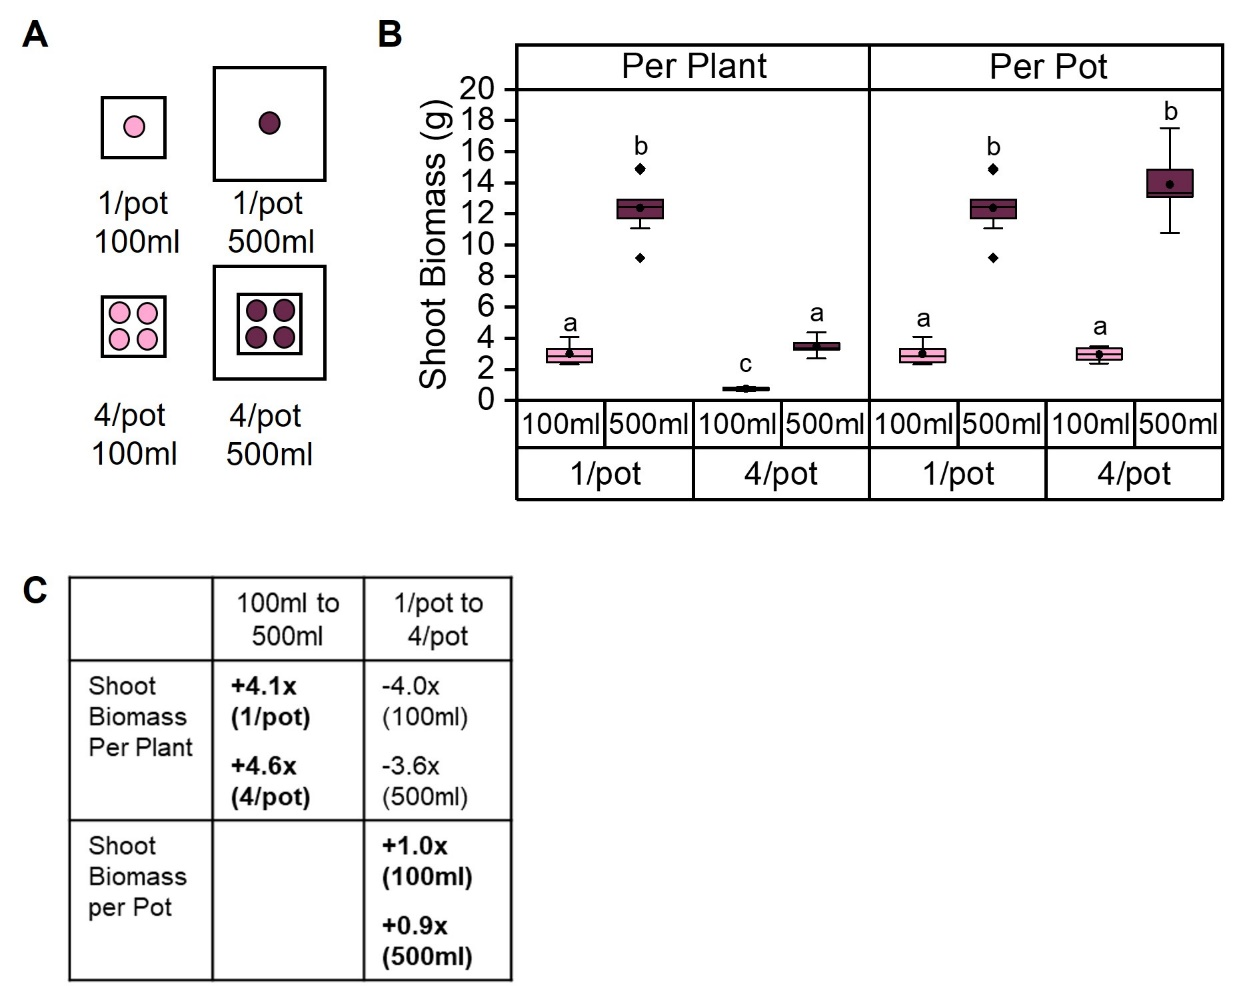 A
1/pot
100ml
1/pot
500ml
4/pot
100ml
4/pot
500ml
B
Per Plant
Per Pot
Shoot Biomass (g)
20
18
16
14
12
10
8
6
4
2
0
a
b
c
a
a
b
a
b
100ml
500ml
100ml
500ml
100ml
500ml
100ml
500ml
1/pot
4/pot
1/pot
4/pot
C
100ml to
500ml
1/pot to
4/pot
Shoot
Biomass
Per Plant
+4.1x
(1/pot)
+4.6x
(4/pot)
-4.0x
(100ml)
-3.6x
(500ml)
Shoot
Biomass
per Pot
+1.0x
(100ml)
+0.9x
(500ml)